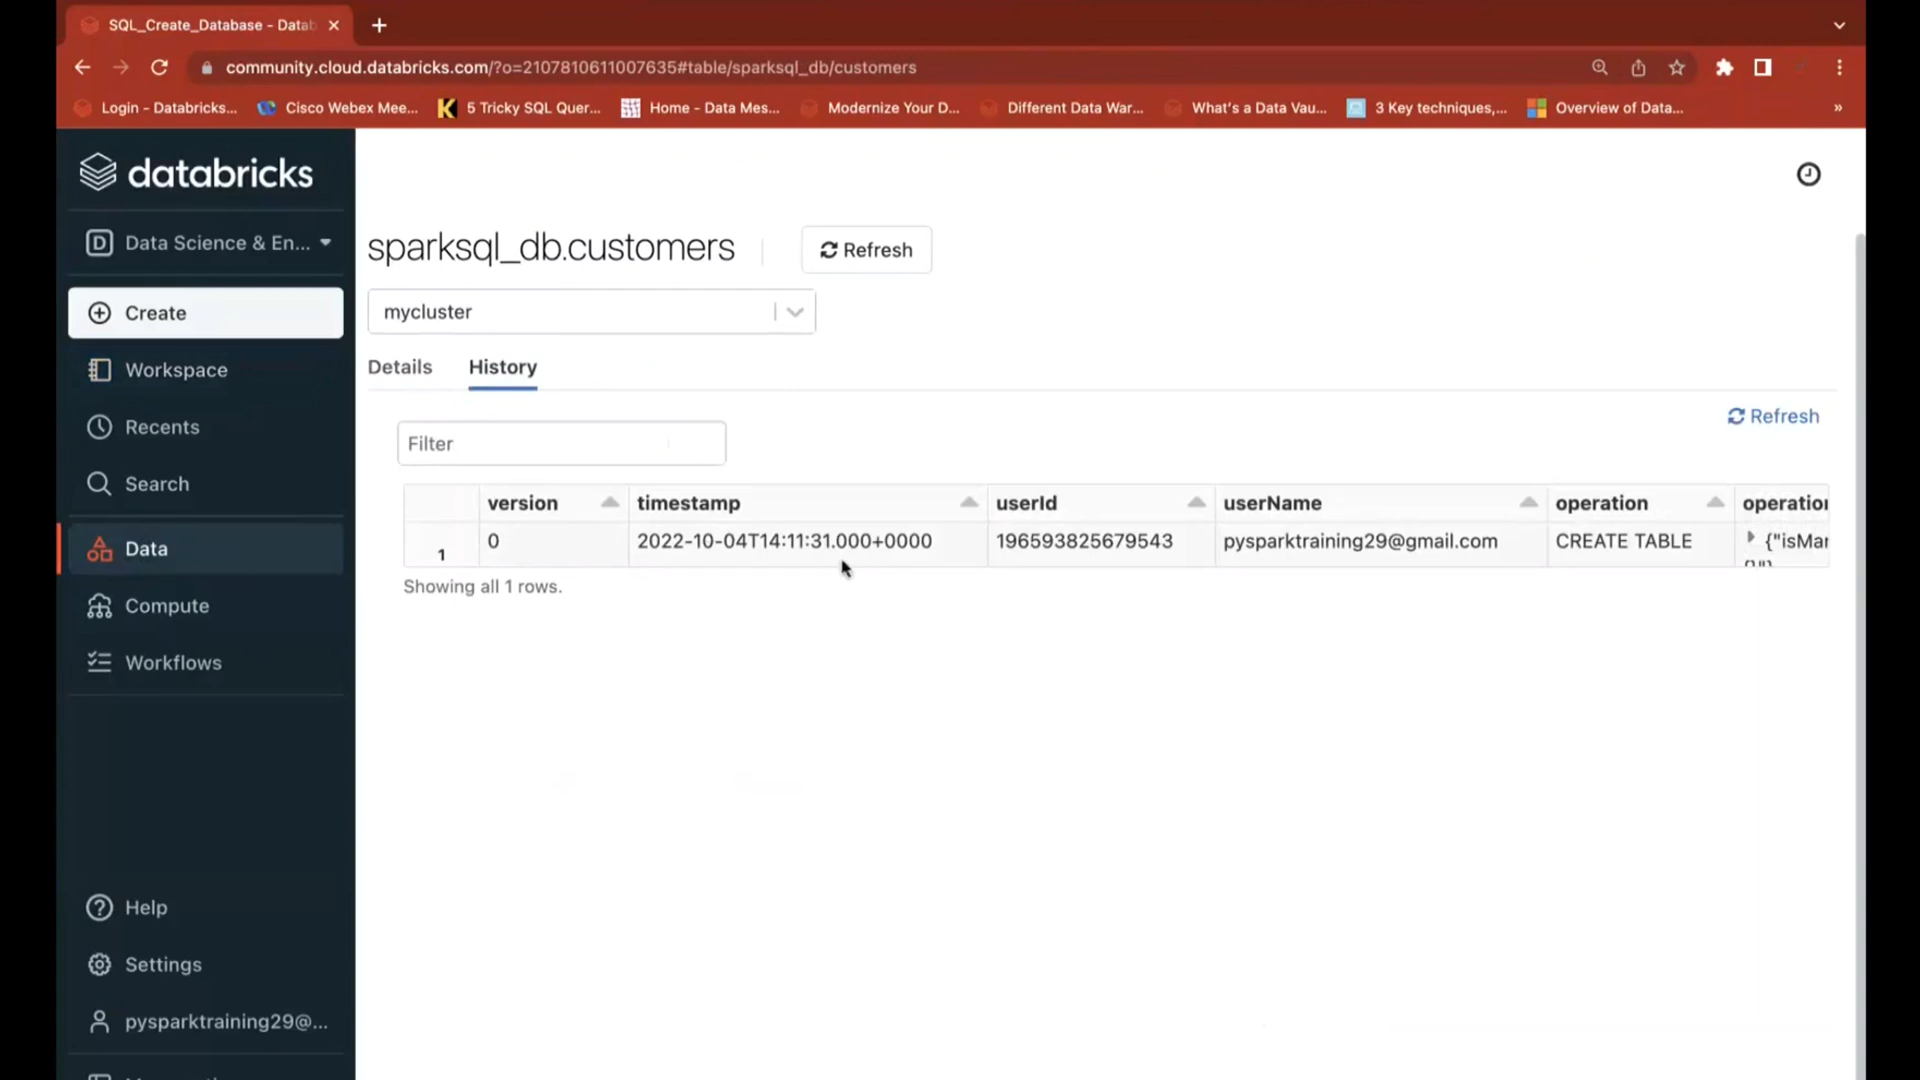 SQL_Create_Database - Datab
community.cloud.databricks.com/?o=2107810611007635#table/sparksql_db/customers
Login - Databricks... Cisco Webex Mee... 5 Tricky SQL Quer... Home - Data Mes... Modernize Your D... Different Data War... What's a Data Vau... 3 Key techniques,... Overview of Data... »
databricks
Data Science & En...
Create
Workspace
Recents
Search
Data
Compute
Workflows
Help
Settings
pysparktraining29@...
sparksql_db.customers
Refresh
mycluster
Details History
Refresh
Filter
version timestamp userId userName operation operation
1 0 2022-10-04T14:11:31.000+0000 196593825679543 pysparktraining29@gmail.com CREATE TABLE {"isMar
Showing all 1 rows.